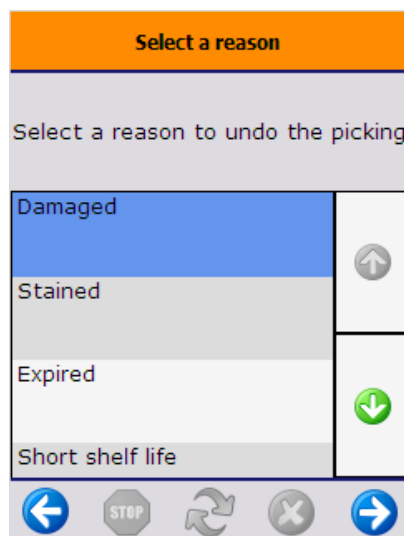 Select a reason
Select a reason to undo the picking
Damaged
Stained
Expired
Short shelf life
STOP